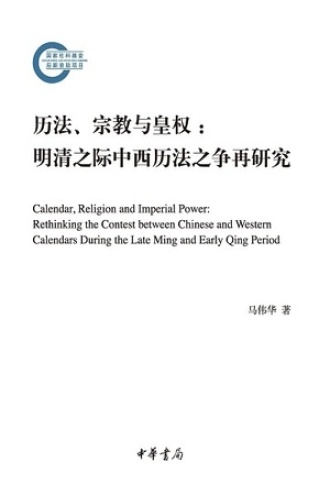 国家社科基金
后期资助项目
历法、宗教与皇权：
明清之际中西历法之争再研究
Calendar, Religion and Imperial Power:
Rethinking the Contest between Chinese and Western
Calendars During the Late Ming and Early Qing Period
马伟华 著
中華書局